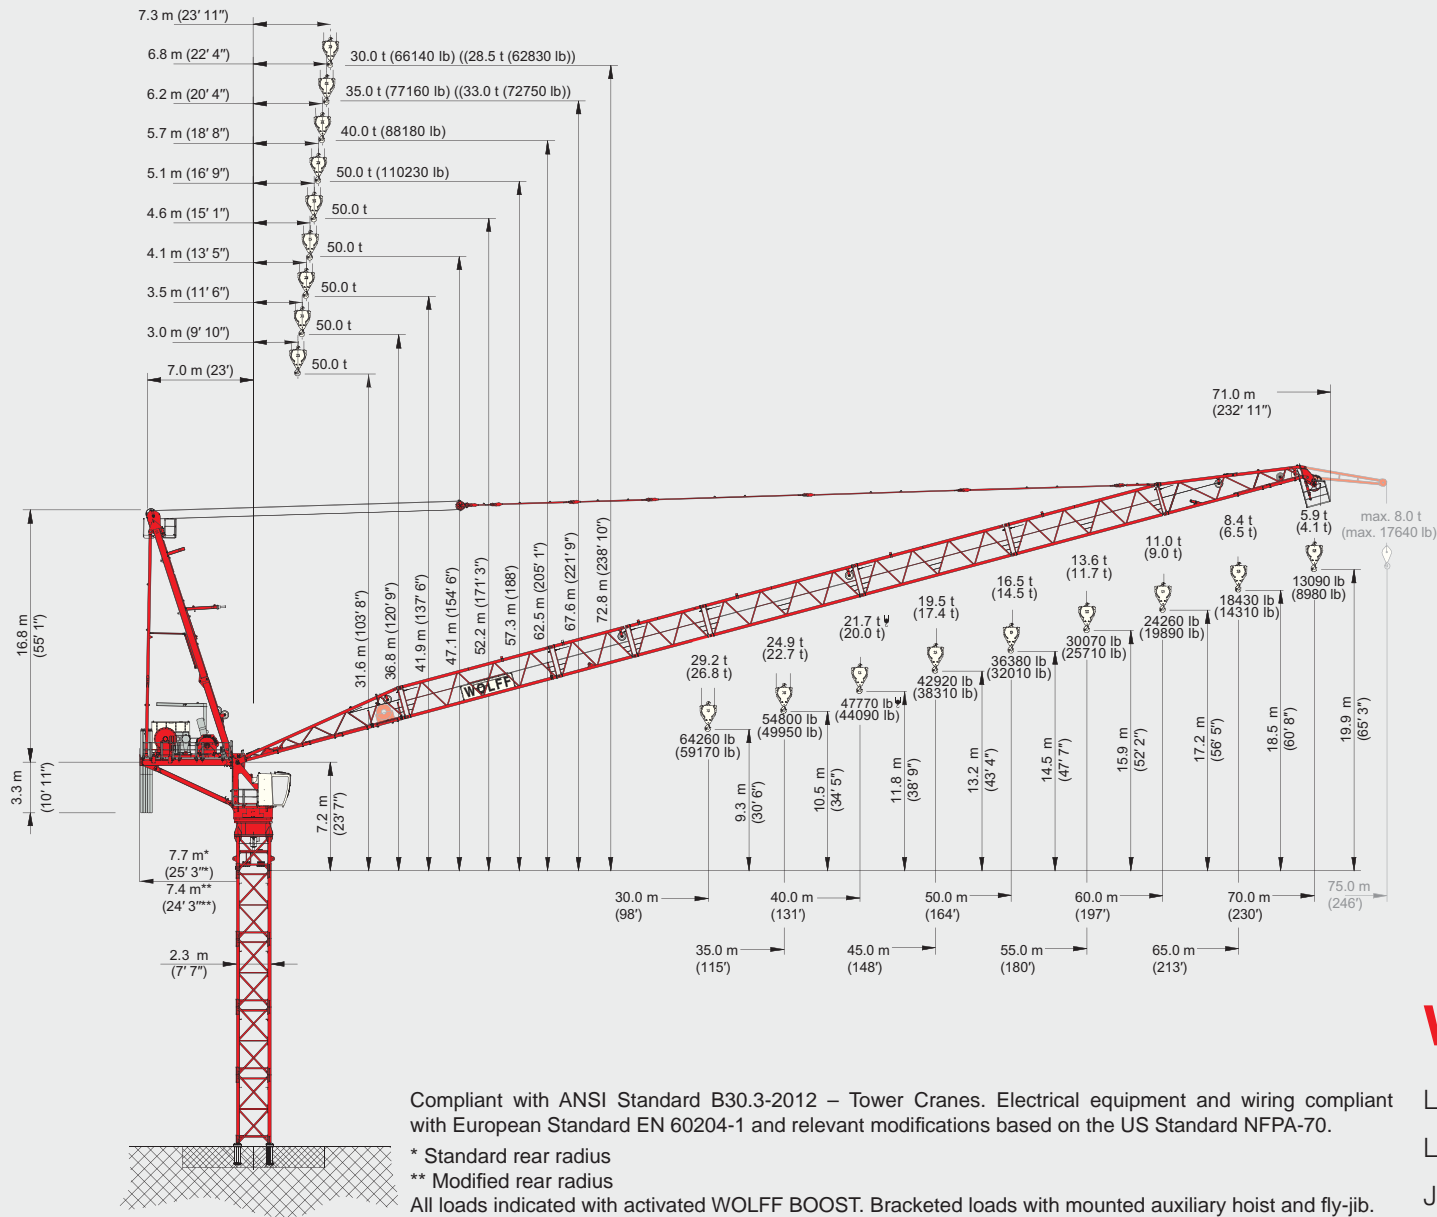 7.3 m (23′ 11″)
6.8 m (22′ 4″)
30.0 t (66140 lb) ((28.5 t (62830 lb))
6.2 m (20′ 4″)
35.0 t (77160 lb) ((33.0 t (72750 lb))
5.7 m (18′ 8″)
40.0 t (88180 lb)
5.1 m (16′ 9″)
50.0 t (110230 lb)
4.6 m (15′ 1″)
50.0 t
4.1 m (13′ 5″)
50.0 t
3.5 m (11′ 6″)
50.0 t
3.0 m (9′ 10″)
50.0 t
50.0 t
7.0 m (23′)
71.0 m
(232′ 11″)
16.8 m
(55′ 1″)
3.3 m
(10′ 11″)
7.2 m
(23′ 7″)
31.6 m (103′ 8″)
36.8 m (120′ 9″)
41.9 m (137′ 6″)
47.1 m (154′ 6″)
52.2 m (171′ 3″)
57.3 m (188′)
62.5 m (205′ 1″)
67.6 m (221′ 9″)
72.8 m (238′ 10″)
WOLFF
29.2 t
(26.8 t)
64260 lb
(59170 lb)
24.9 t
(22.7 t)
54800 lb
(49950 lb)
21.7 t
(20.0 t)
47770 lb
(44090 lb)
19.5 t
(17.4 t)
42920 lb
(38310 lb)
16.5 t
(14.5 t)
36380 lb
(32010 lb)
13.6 t
(11.7 t)
30070 lb
(25710 lb)
11.0 t
(9.0 t)
24260 lb
(19890 lb)
8.4 t
(6.5 t)
18430 lb
(14310 lb)
5.9 t
(4.1 t)
13090 lb
(8980 lb)
max. 8.0 t
(max. 17640 lb)
9.3 m
(30′ 6″)
10.5 m
(34′ 5″)
11.8 m
(38′ 9″)
13.2 m
(43′ 4″)
14.5 m
(47′ 7″)
15.9 m
(52′ 2″)
17.2 m
(56′ 5″)
18.5 m
(60′ 8″)
19.9 m
(65′ 3″)
7.7 m*
(25′ 3″*)
7.4 m**
(24′ 3″**)
30.0 m
(98′)
40.0 m
(131′)
50.0 m
(164′)
60.0 m
(197′)
70.0 m
(230′)
75.0 m
(246′)
35.0 m
(115′)
45.0 m
(148′)
55.0 m
(180′)
65.0 m
(213′)
2.3 m
(7′ 7″)
Compliant with ANSI Standard B30.3-2012 – Tower Cranes. Electrical equipment and wiring compliant
with European Standard EN 60204-1 and relevant modifications based on the US Standard NFPA-70.
* Standard rear radius
** Modified rear radius
All loads indicated with activated WOLFF BOOST. Bracketed loads with mounted auxiliary hoist and fly-jib.
L
L
J